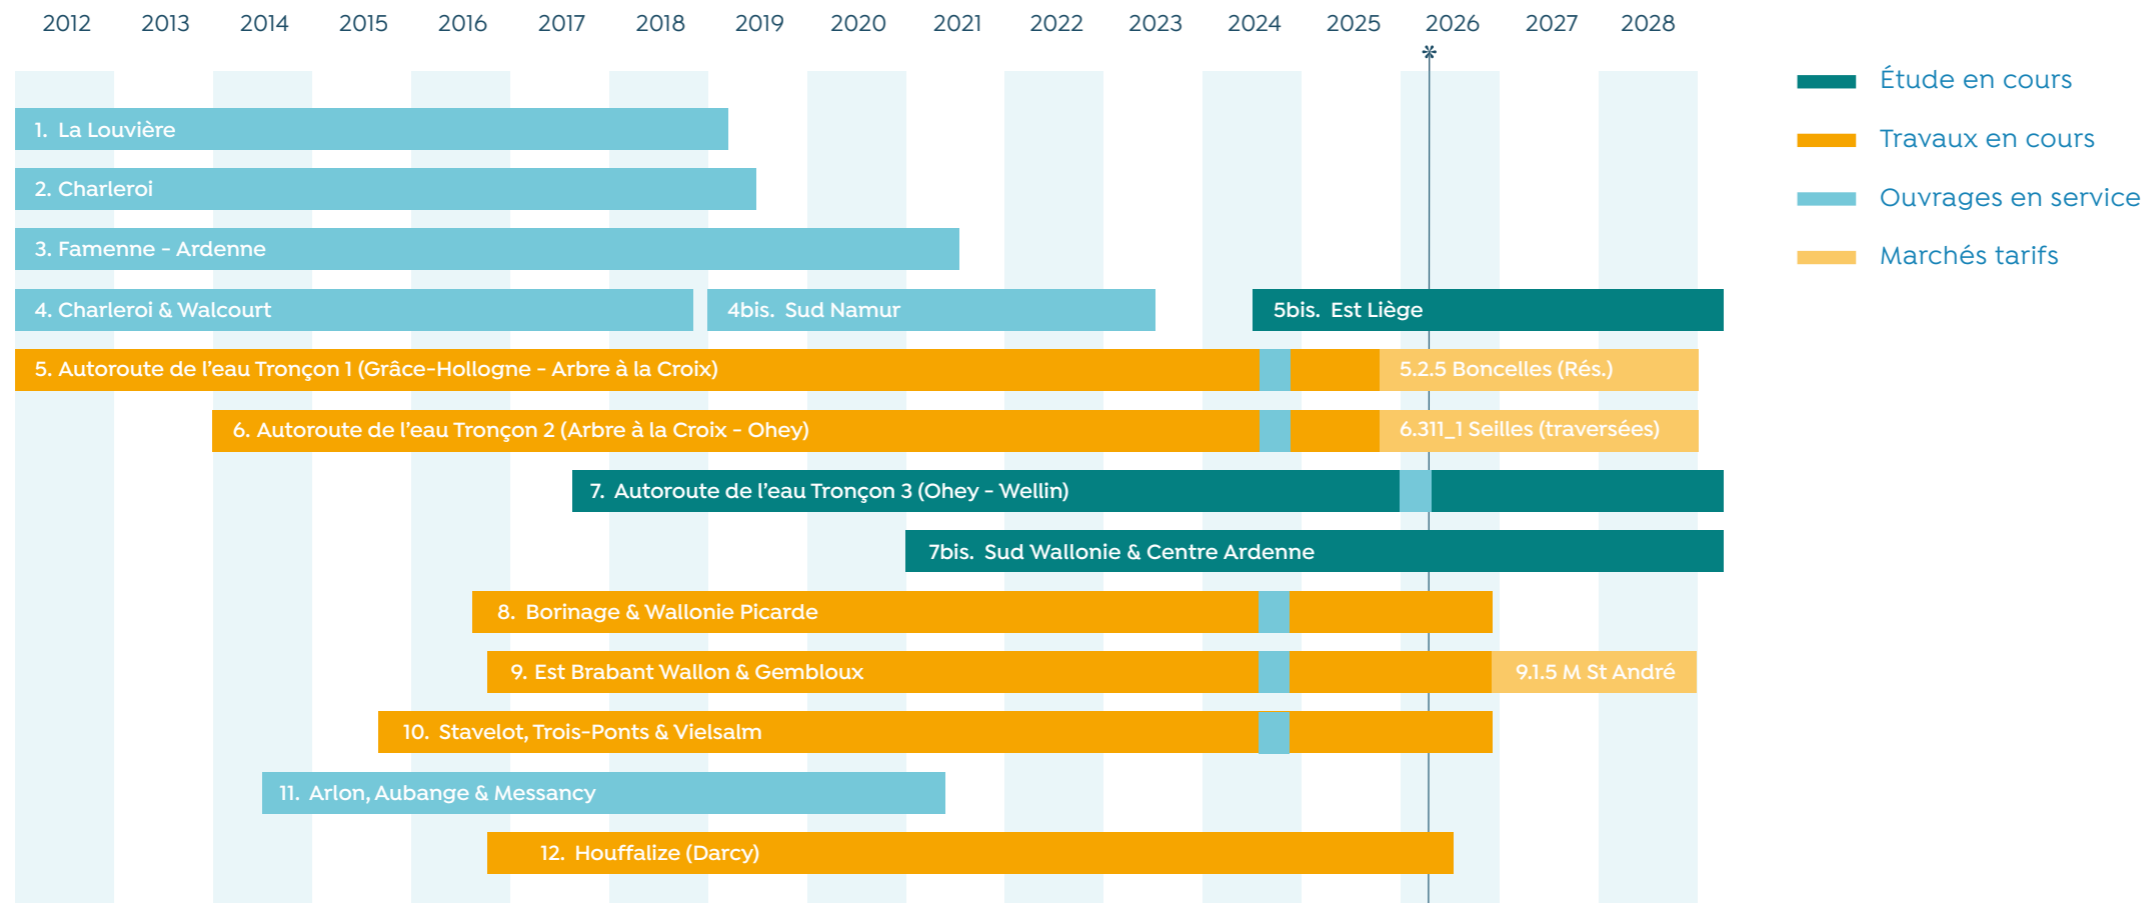 2012 2013 2014 2015 2016 2017 2018 2019 2020 2021 2022 2023 2024 2025 2026 2027 2028
*
Étude en cours
Travaux en cours
Ouvrages en service
Marchés tarifs
1. La Louvière
2. Charleroi
3. Famenne - Ardenne
4. Charleroi & Walcourt 4bis. Sud Namur 5bis. Est Liège
5. Autoroute de l'eau Tronçon 1 (Grâce-Hollogne - Arbre à la Croix) 5.2.5 Boncelles (Rés.)
6. Autoroute de l'eau Tronçon 2 (Arbre à la Croix - Ohey) 6.311_1 Seilles (traversées)
7. Autoroute de l'eau Tronçon 3 (Ohey - Wellin)
7bis. Sud Wallonie & Centre Ardenne
8. Borinage & Wallonie Picarde
9. Est Brabant Wallon & Gembloux 9.1.5 M St André
10. Stavelot, Trois-Ponts & Vielsalm
11. Arlon, Aubange & Messancy
12. Houffalize (Darcy)